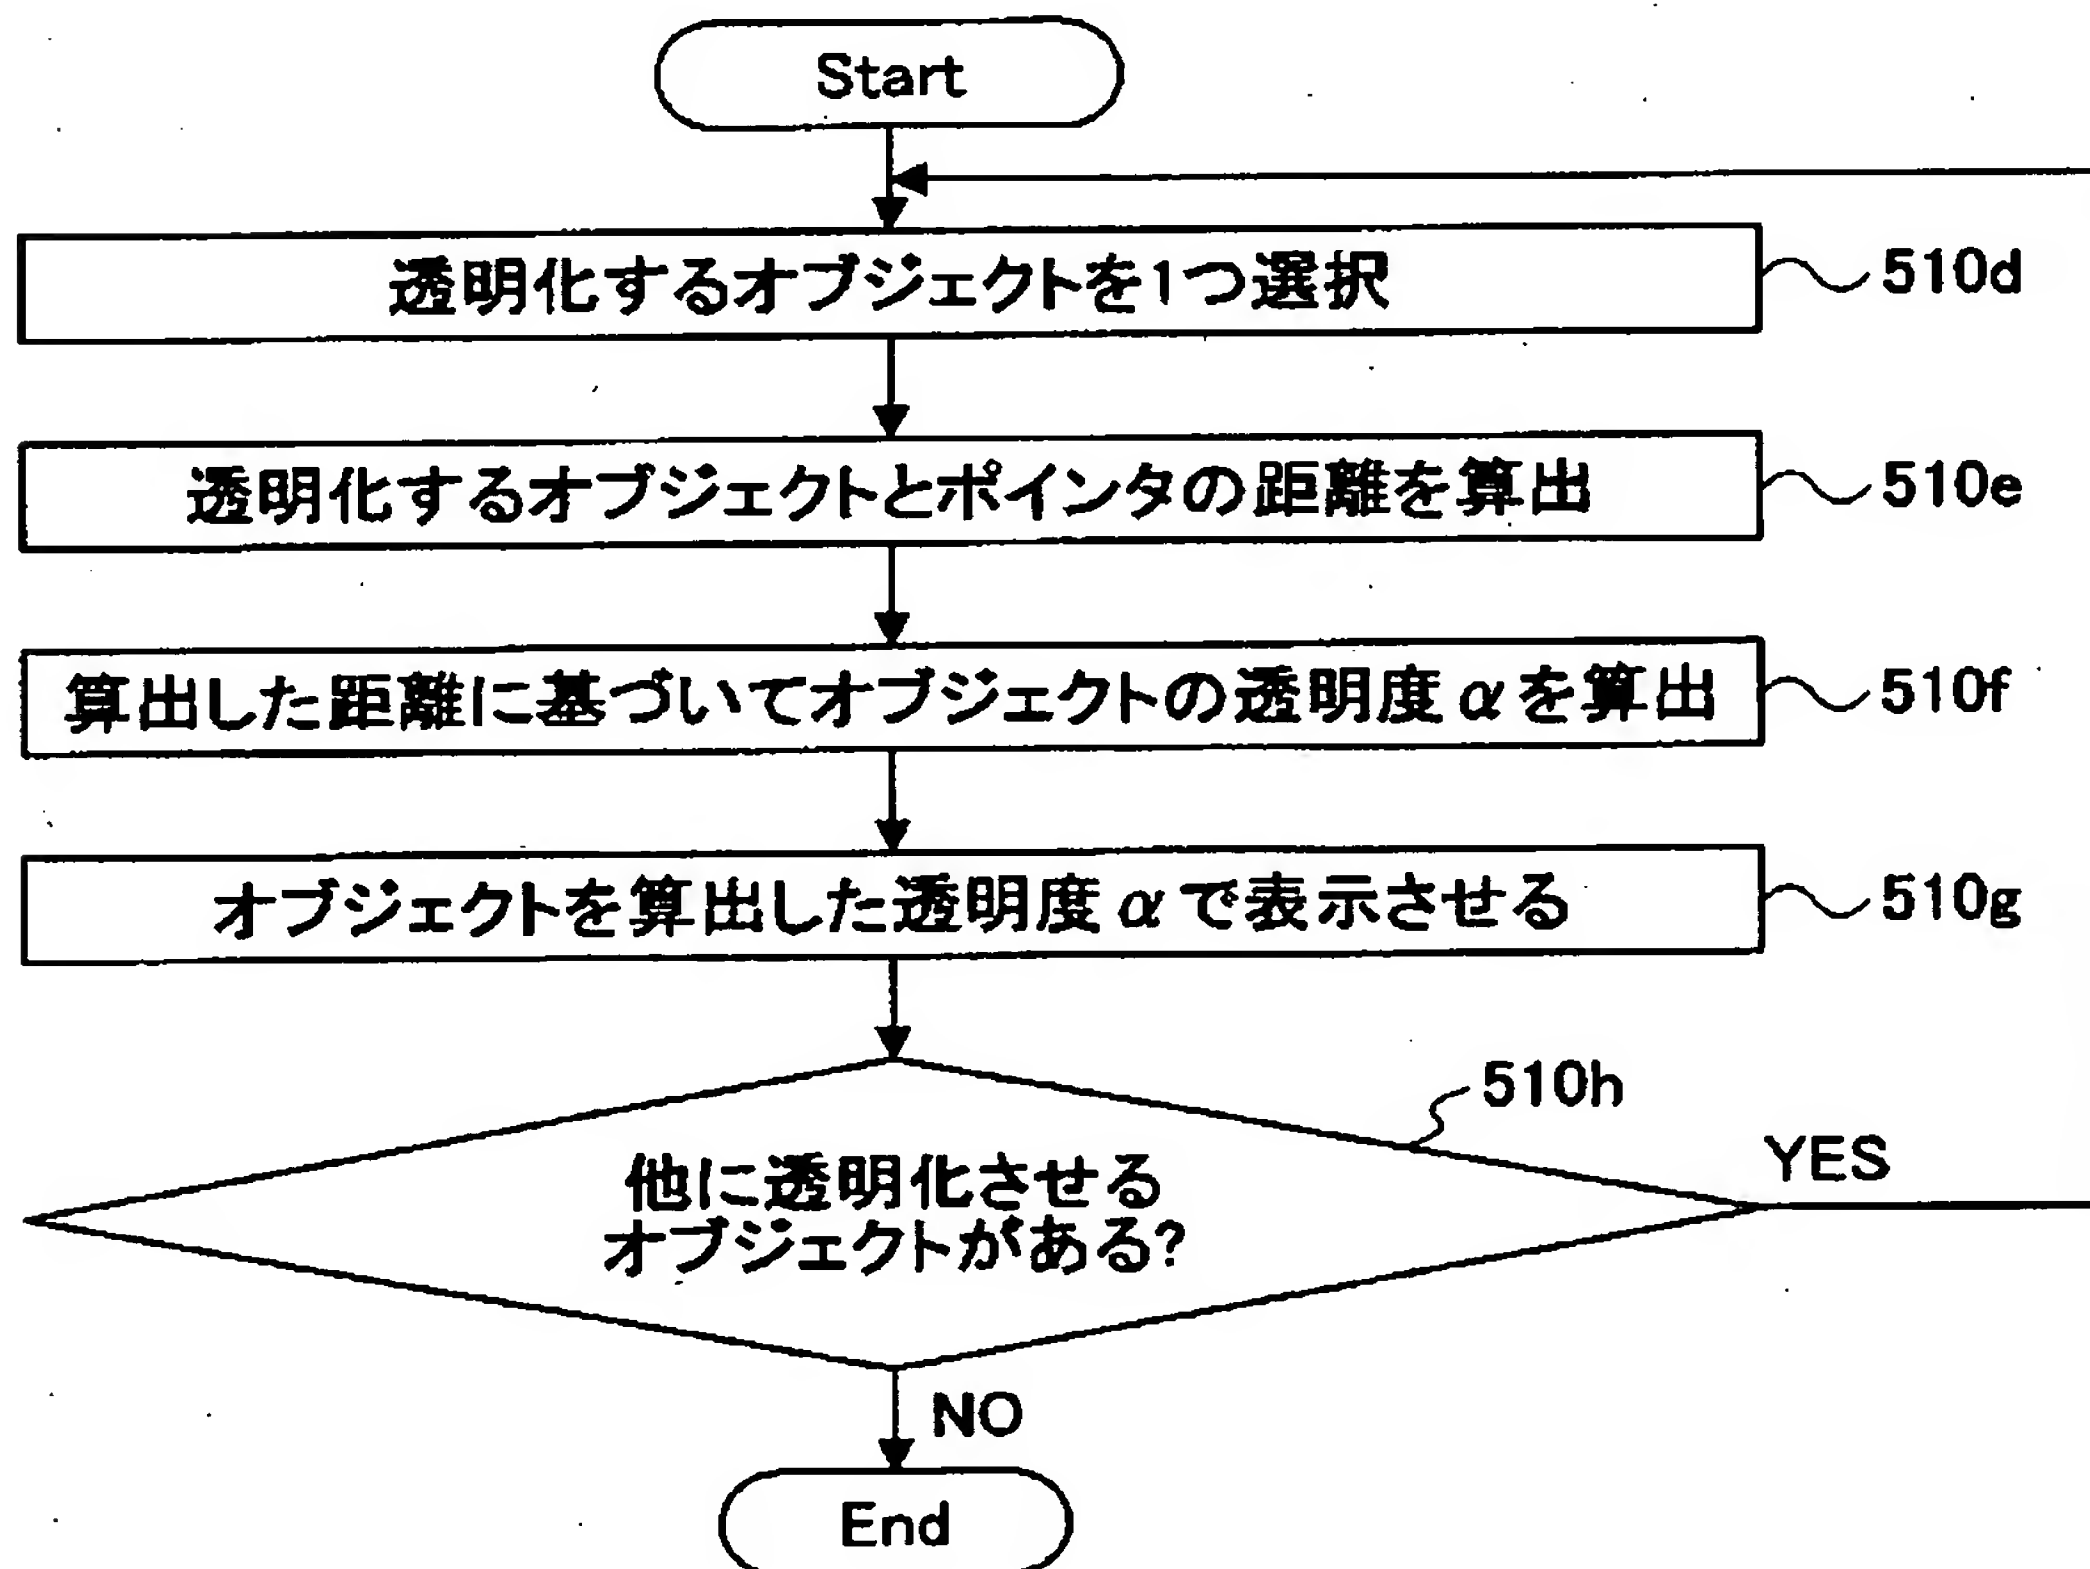 Start
透明化するオブジェクトを1つ選択
510d
透明化するオブジェクトとポインタの距離を算出
510e
算出した距離に基づいてオブジェクトの透明度αを算出
510f
オブジェクトを算出した透明度αで表示させる
510g
510h
他に透明化させる
オブジェクトがある?
YES
NO
End